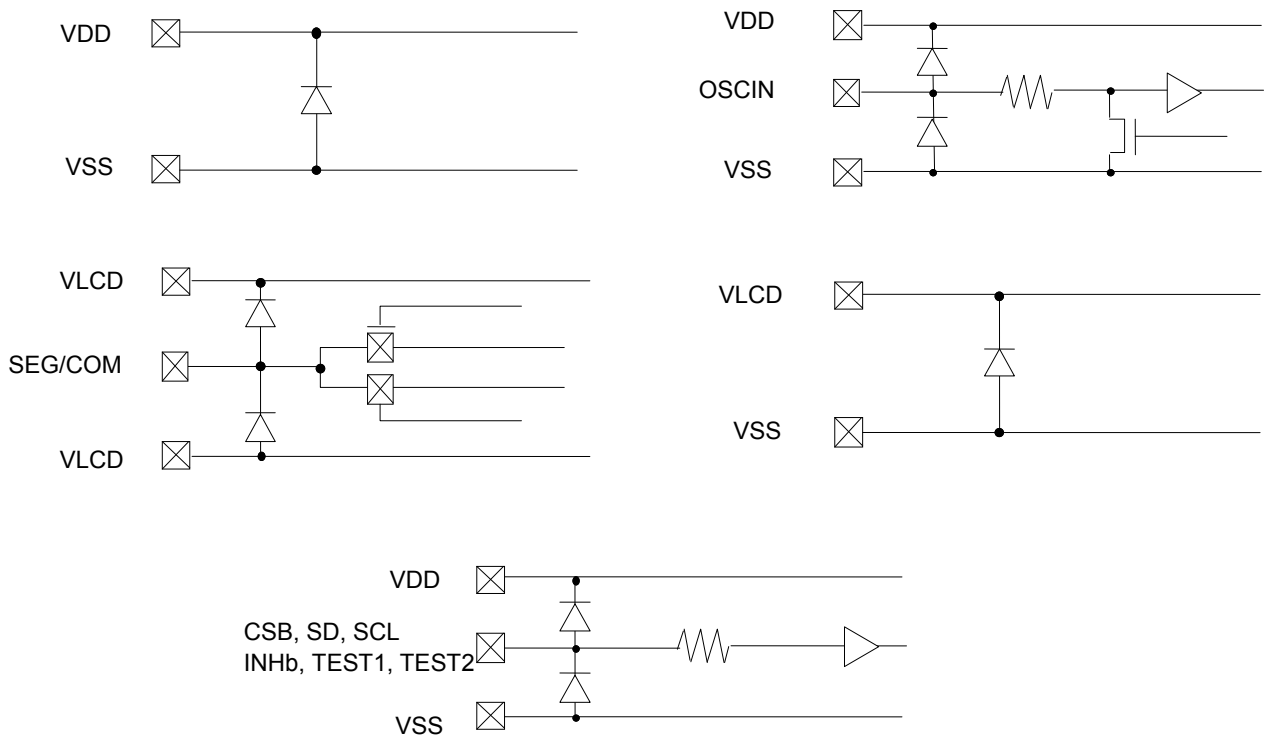 VDD
VSS
VDD
OSCIN
VSS
VLCD
SEG/COM
VLCD
VLCD
VSS
VDD
CSB, SD, SCL
INHb, TEST1, TEST2
VSS